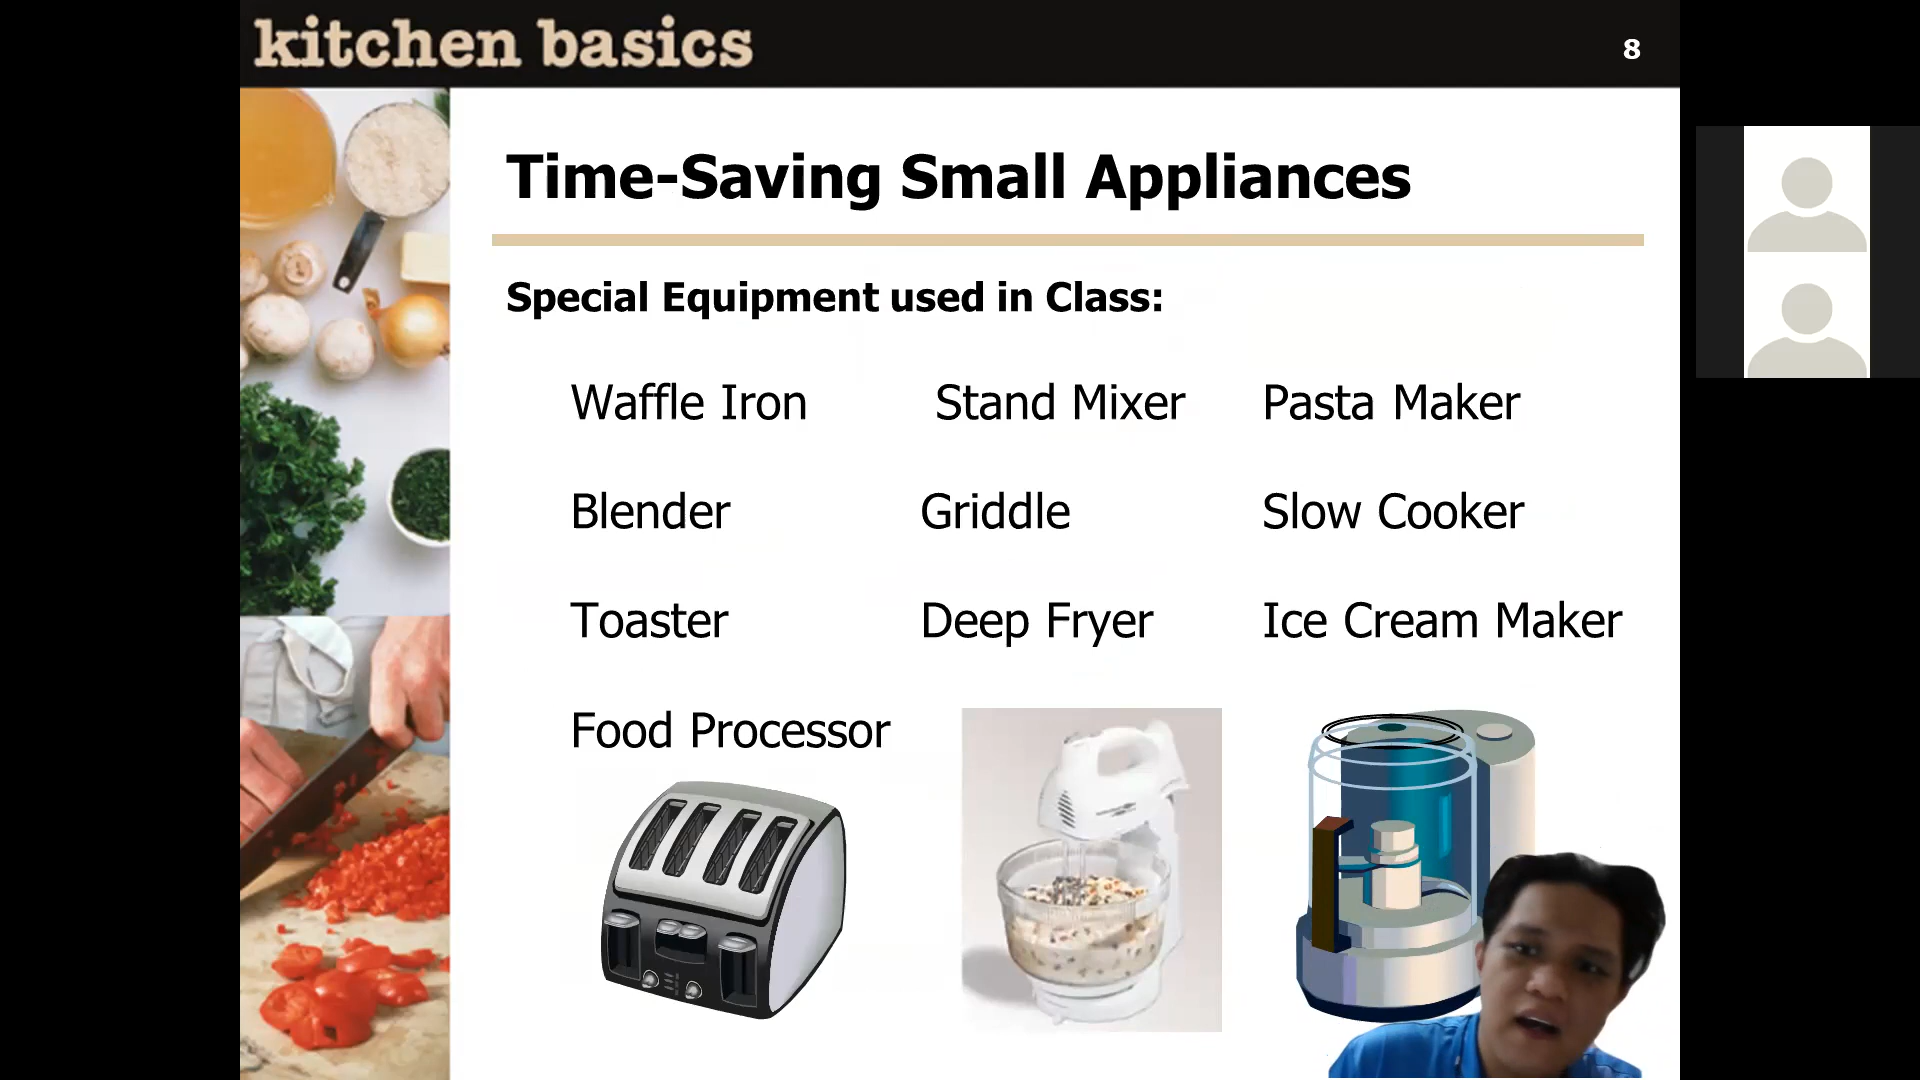 kitchen basics
8
Time-Saving Small Appliances
Special Equipment used in Class:
Waffle Iron Stand Mixer Pasta Maker
Blender Griddle Slow Cooker
Toaster Deep Fryer Ice Cream Maker
Food Processor